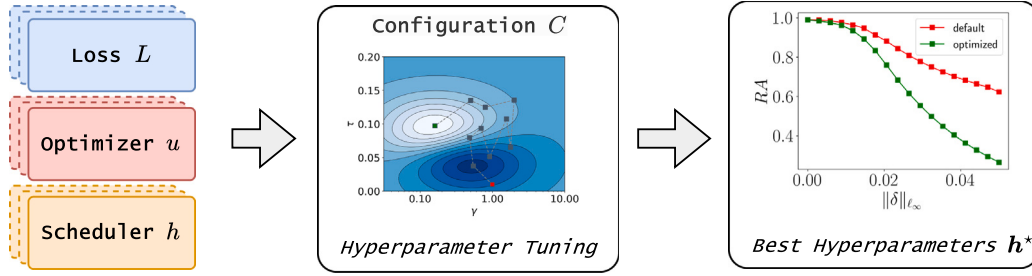 Loss L
Optimizer u
Scheduler h
Configuration C
τ
0.20
0.15
0.10
0.05
0.00
0.10
1.00
10.00
γ
Hyperparameter Tuning
RA
1.0
0.8
0.6
0.4
default
optimized
0.00
0.02
0.04
‖δ‖ℓ∞
Best Hyperparameters h⋆